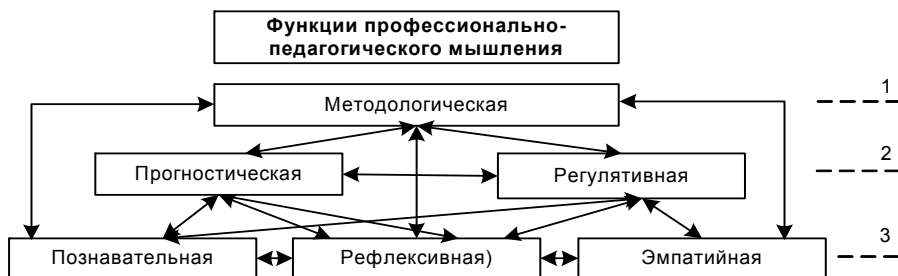 Функции профессионально-
педагогического мышления
Методологическая
1
Прогностическая
Регулятивная
2
Познавательная
Рефлексивная)
Эмпатийная
3